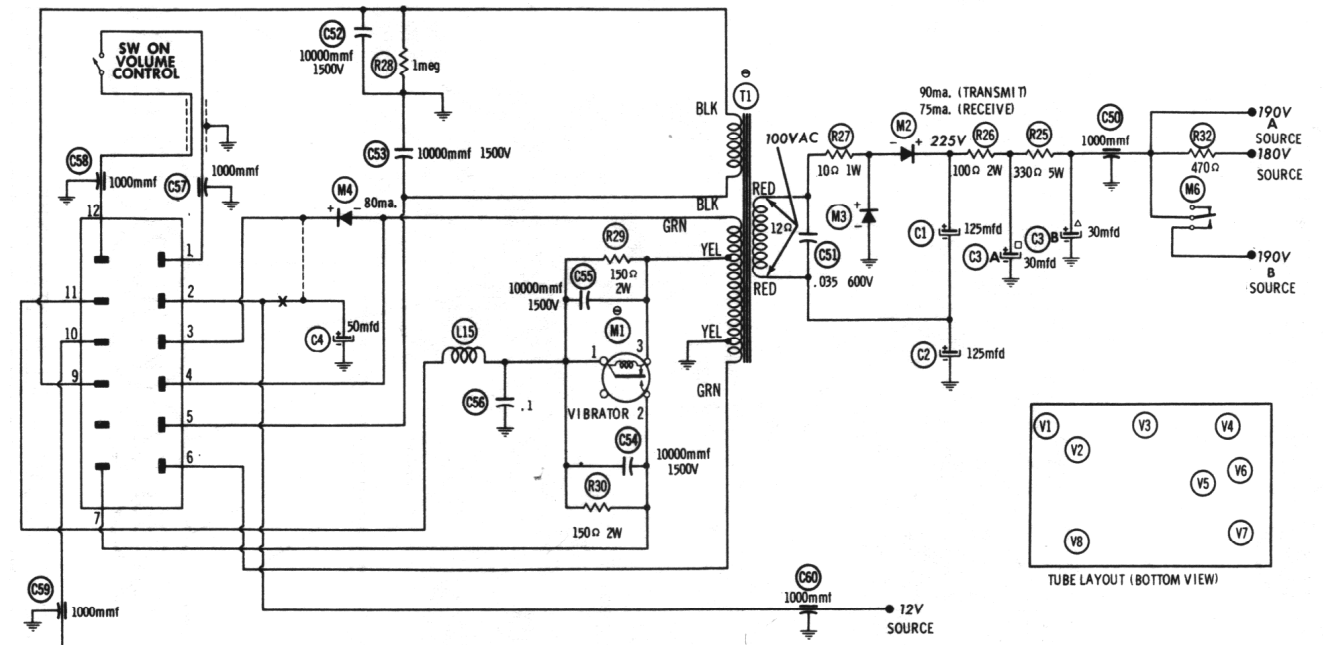 SW ON
VOLUME
CONTROL
C52
10000mmf
1500V
R28
1meg
C53
10000mmf 1500V
C58
1000mmf
C57
1000mmf
12
11
10
9
7
1
2
3
4
5
6
M4
+
-
80ma.
C4
+
50mfd
L15
C56
.1
C55
10000mmf
1500V
R29
150Ω
2W
M1
1
3
2
VIBRATOR
C54
10000mmf
1500V
R30
150Ω 2W
C59
1000mmf
C60
1000mmf
12V
SOURCE
BLK
BLK
GRN
YEL
YEL
GRN
T1
RED
RED
12Ω
100VAC
C51
.035 600V
R27
10Ω 1W
M3
+
-
M2
-
+
225V
90ma. (TRANSMIT)
75ma. (RECEIVE)
R26
100Ω 2W
R25
330Ω 5W
C50
1000mmf
C1
+
125mfd
C2
+
125mfd
C3 A
+
30mfd
C3 B
+
30mfd
R32
470Ω
M6
190V
A
SOURCE
180V
SOURCE
190V
B
SOURCE
V1
V2
V3
V4
V5
V6
V7
V8
TUBE LAYOUT (BOTTOM VIEW)